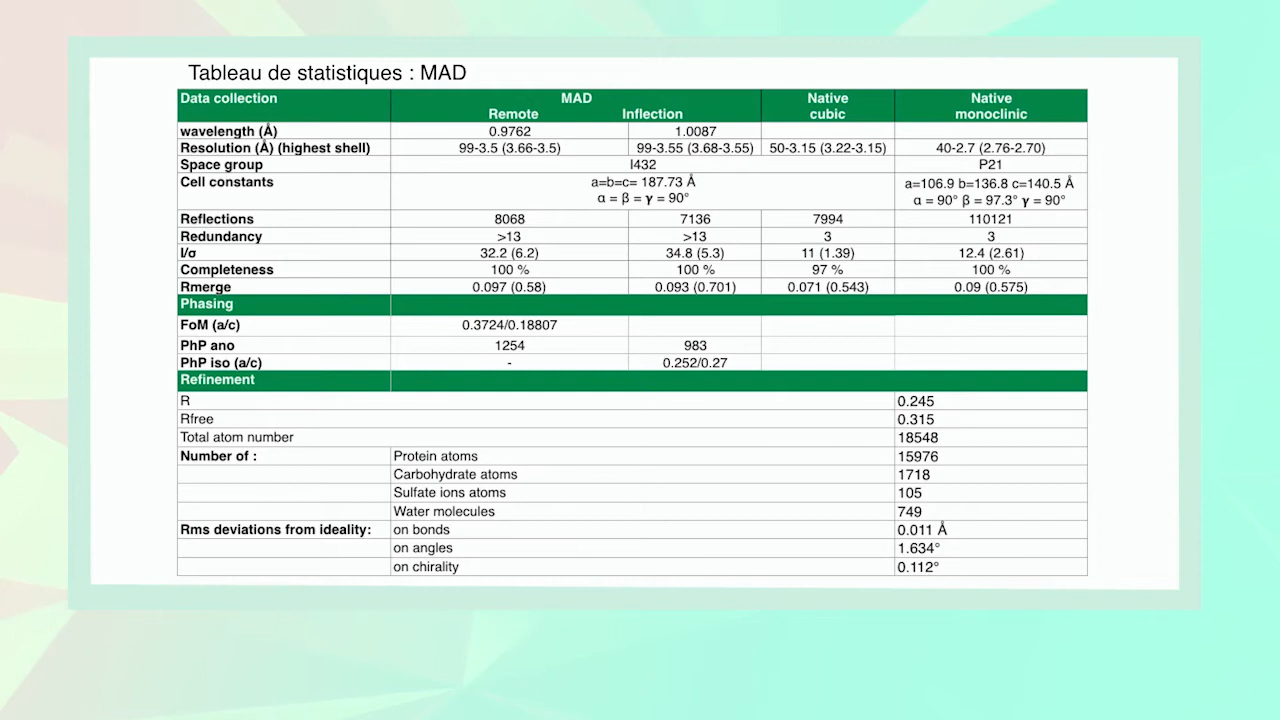 Tableau de statistiques : MAD
Data collection MAD Native Native
Remote Inflection cubic monoclinic
wavelength (Å) 0.9762 1.0087
Resolution (Å) (highest shell) 99-3.5 (3.66-3.5) 99-3.55 (3.68-3.55) 50-3.15 (3.22-3.15) 40-2.7 (2.76-2.70)
Space group I432 P21
Cell constants a=b=c= 187.73 Å a=106.9 b=136.8 c=140.5 Å
α = β = γ = 90° α = 90° β = 97.3° γ = 90°
Reflections 8068 7136 7994 110121
Redundancy >13 >13 3 3
I/σ 32.2 (6.2) 34.8 (5.3) 11 (1.39) 12.4 (2.61)
Completeness 100 % 100 % 97 % 100 %
Rmerge 0.097 (0.58) 0.093 (0.701) 0.071 (0.543) 0.09 (0.575)
Phasing
FoM (a/c) 0.3724/0.18807
PhP ano 1254 983
PhP iso (a/c) - 0.252/0.27
Refinement
R 0.245
Rfree 0.315
Total atom number 18548
Number of : Protein atoms 15976
Carbohydrate atoms 1718
Sulfate ions atoms 105
Water molecules 749
Rms deviations from ideality: on bonds 0.011 Å
on angles 1.634°
on chirality 0.112°